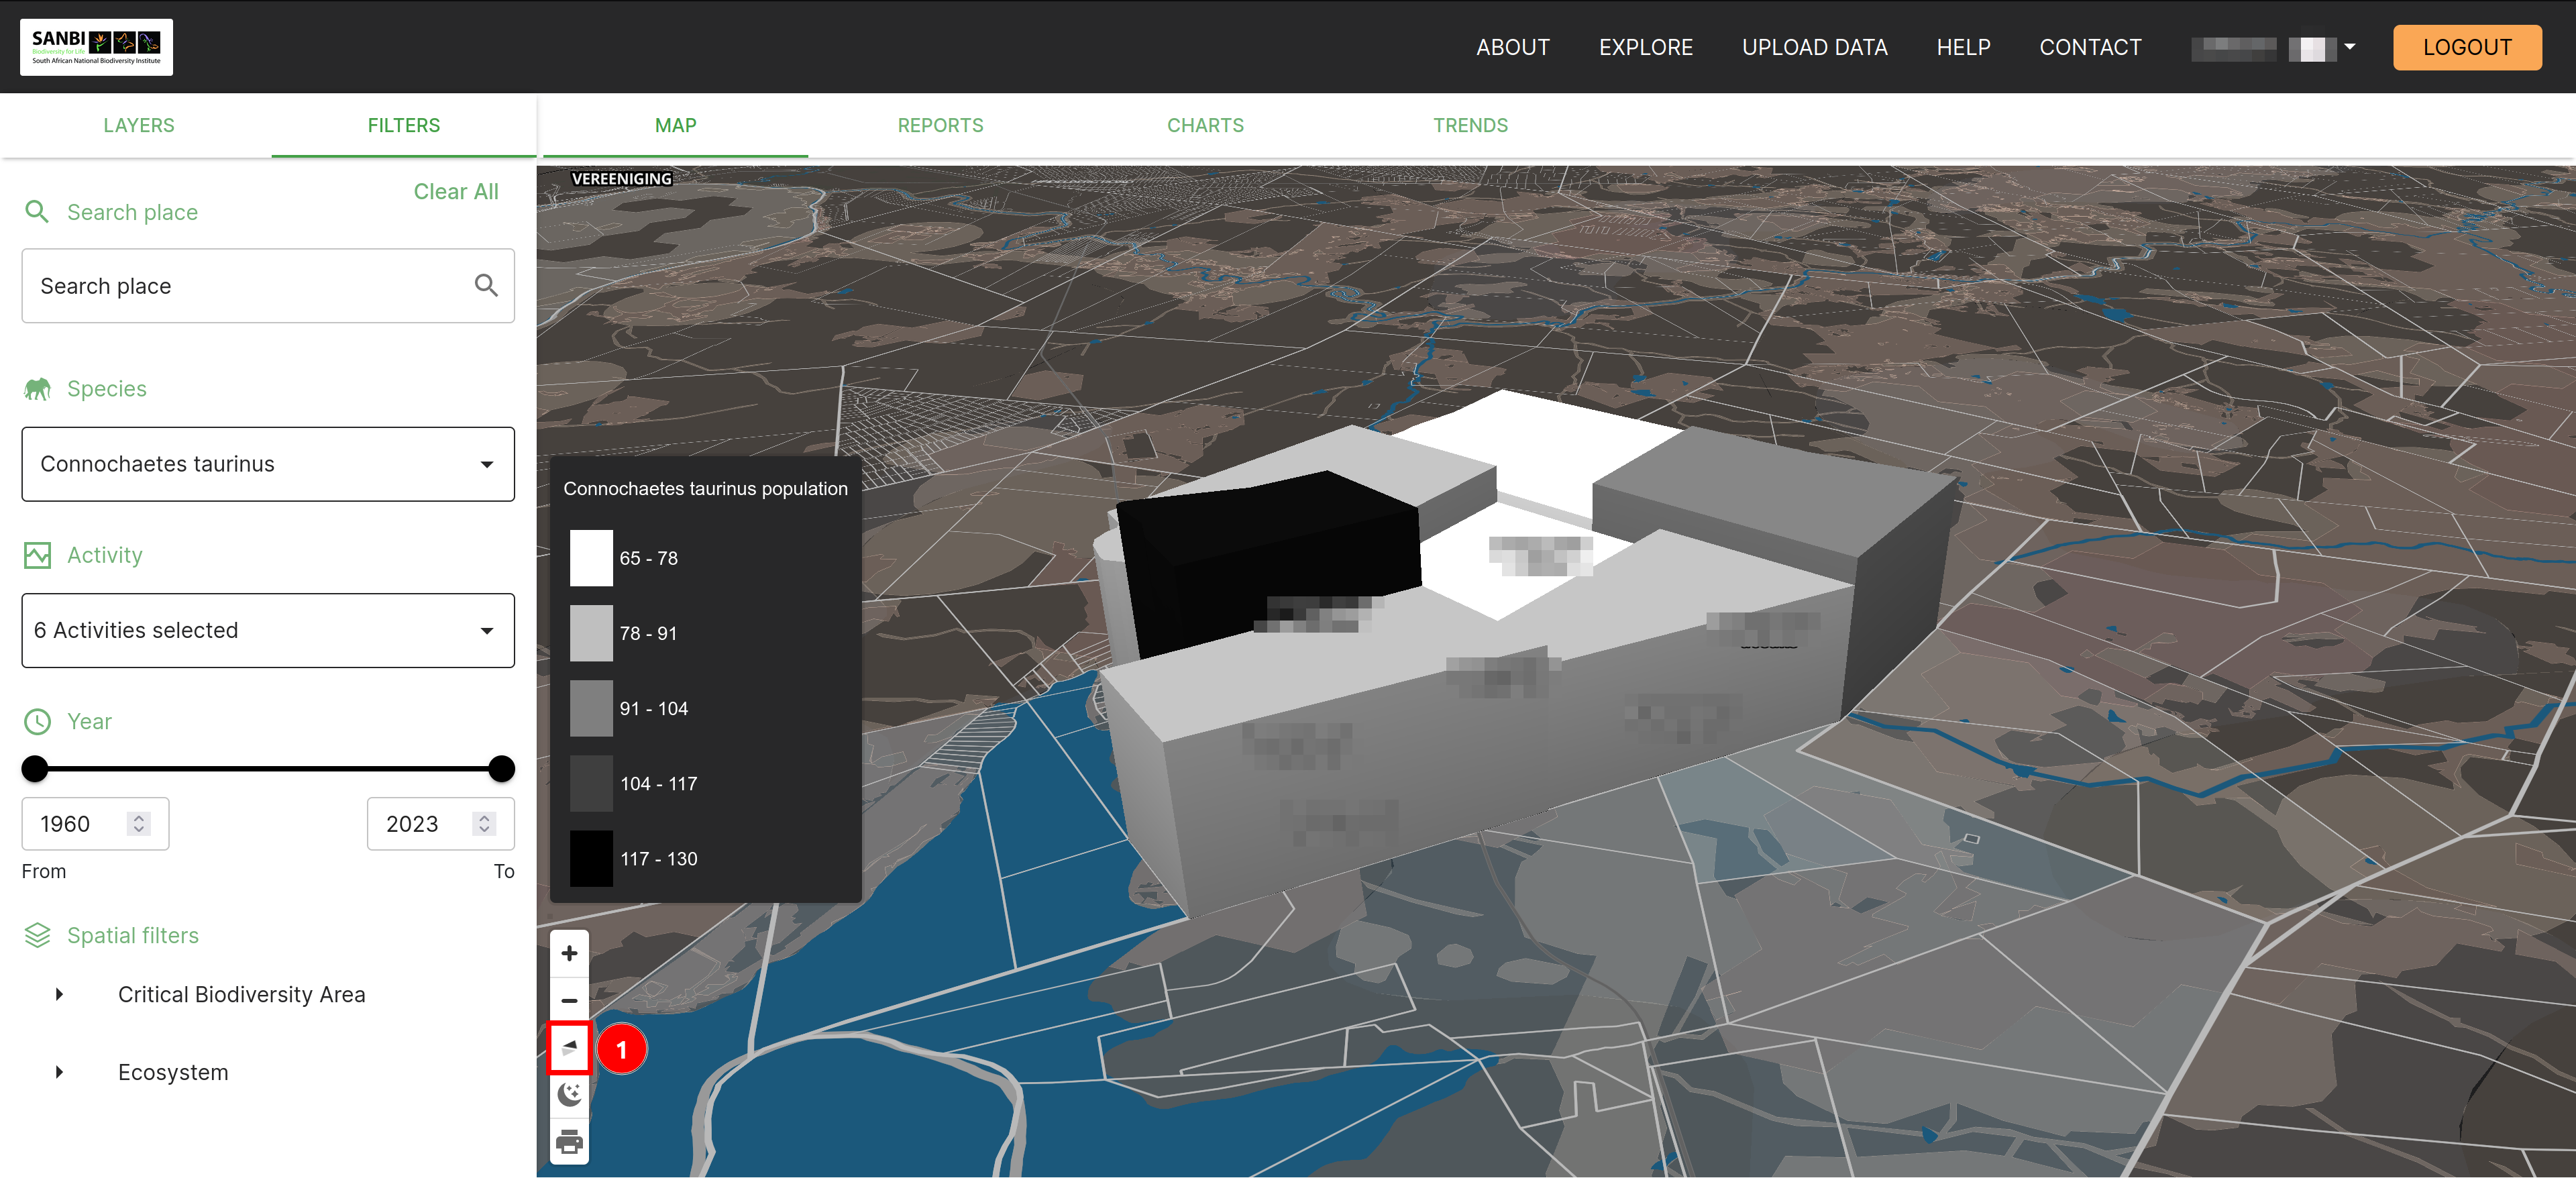 SANBI
Biodiversity for Life
South African National Biodiversity Institute
ABOUT
EXPLORE
UPLOAD DATA
HELP
CONTACT
LOGOUT
LAYERS
FILTERS
MAP
REPORTS
CHARTS
TRENDS
Clear All
Search place
Search place
Species
Connochaetes taurinus
Activity
6 Activities selected
Year
1960
2023
From
To
Spatial filters
Critical Biodiversity Area
Ecosystem
VEREENIGING
Connochaetes taurinus population
65 - 78
78 - 91
91 - 104
104 - 117
117 - 130
1